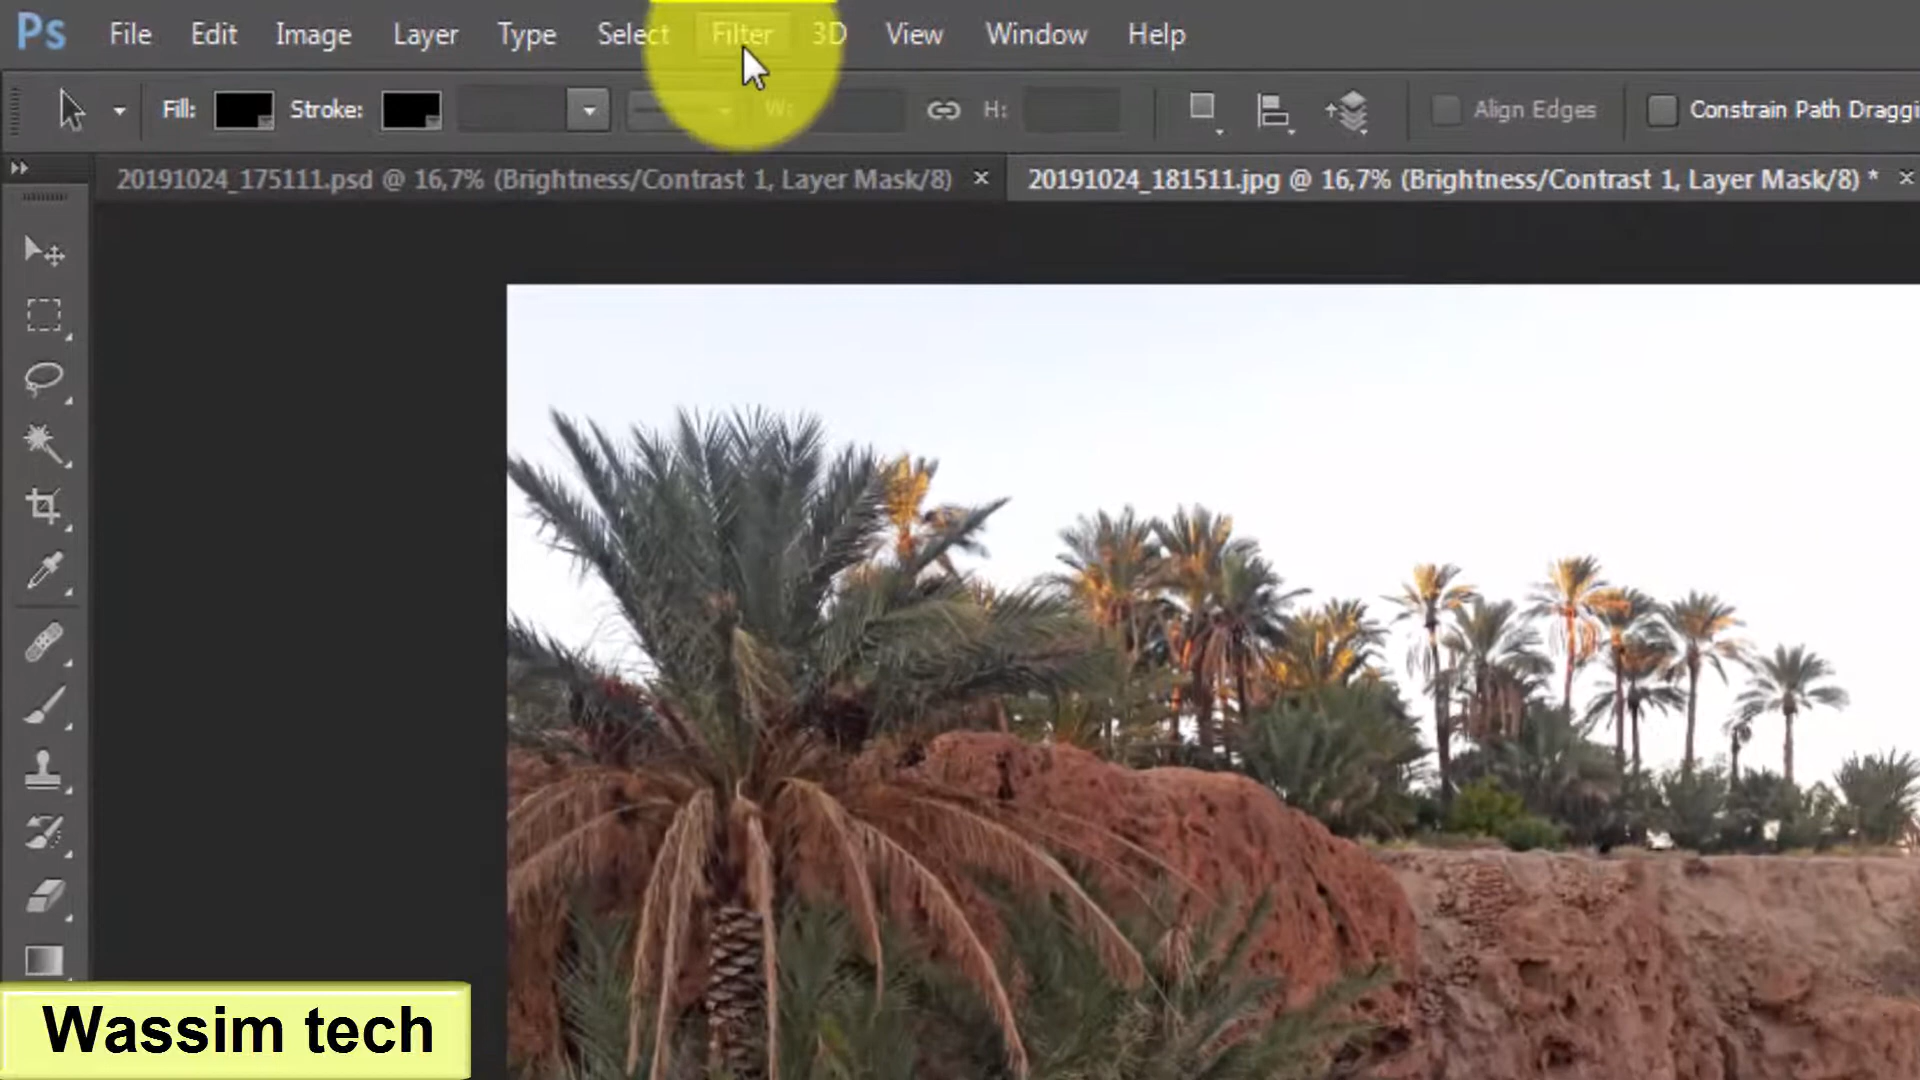 Ps File Edit Image Layer Type Select Filter 3D View Window Help
Fill: Stroke: W: H: Align Edges Constrain Path Draggi
20191024_175111.psd @ 16,7% (Brightness/Contrast 1, Layer Mask/8) × 20191024_181511.jpg @ 16,7% (Brightness/Contrast 1, Layer Mask/8) * ×
Wassim tech